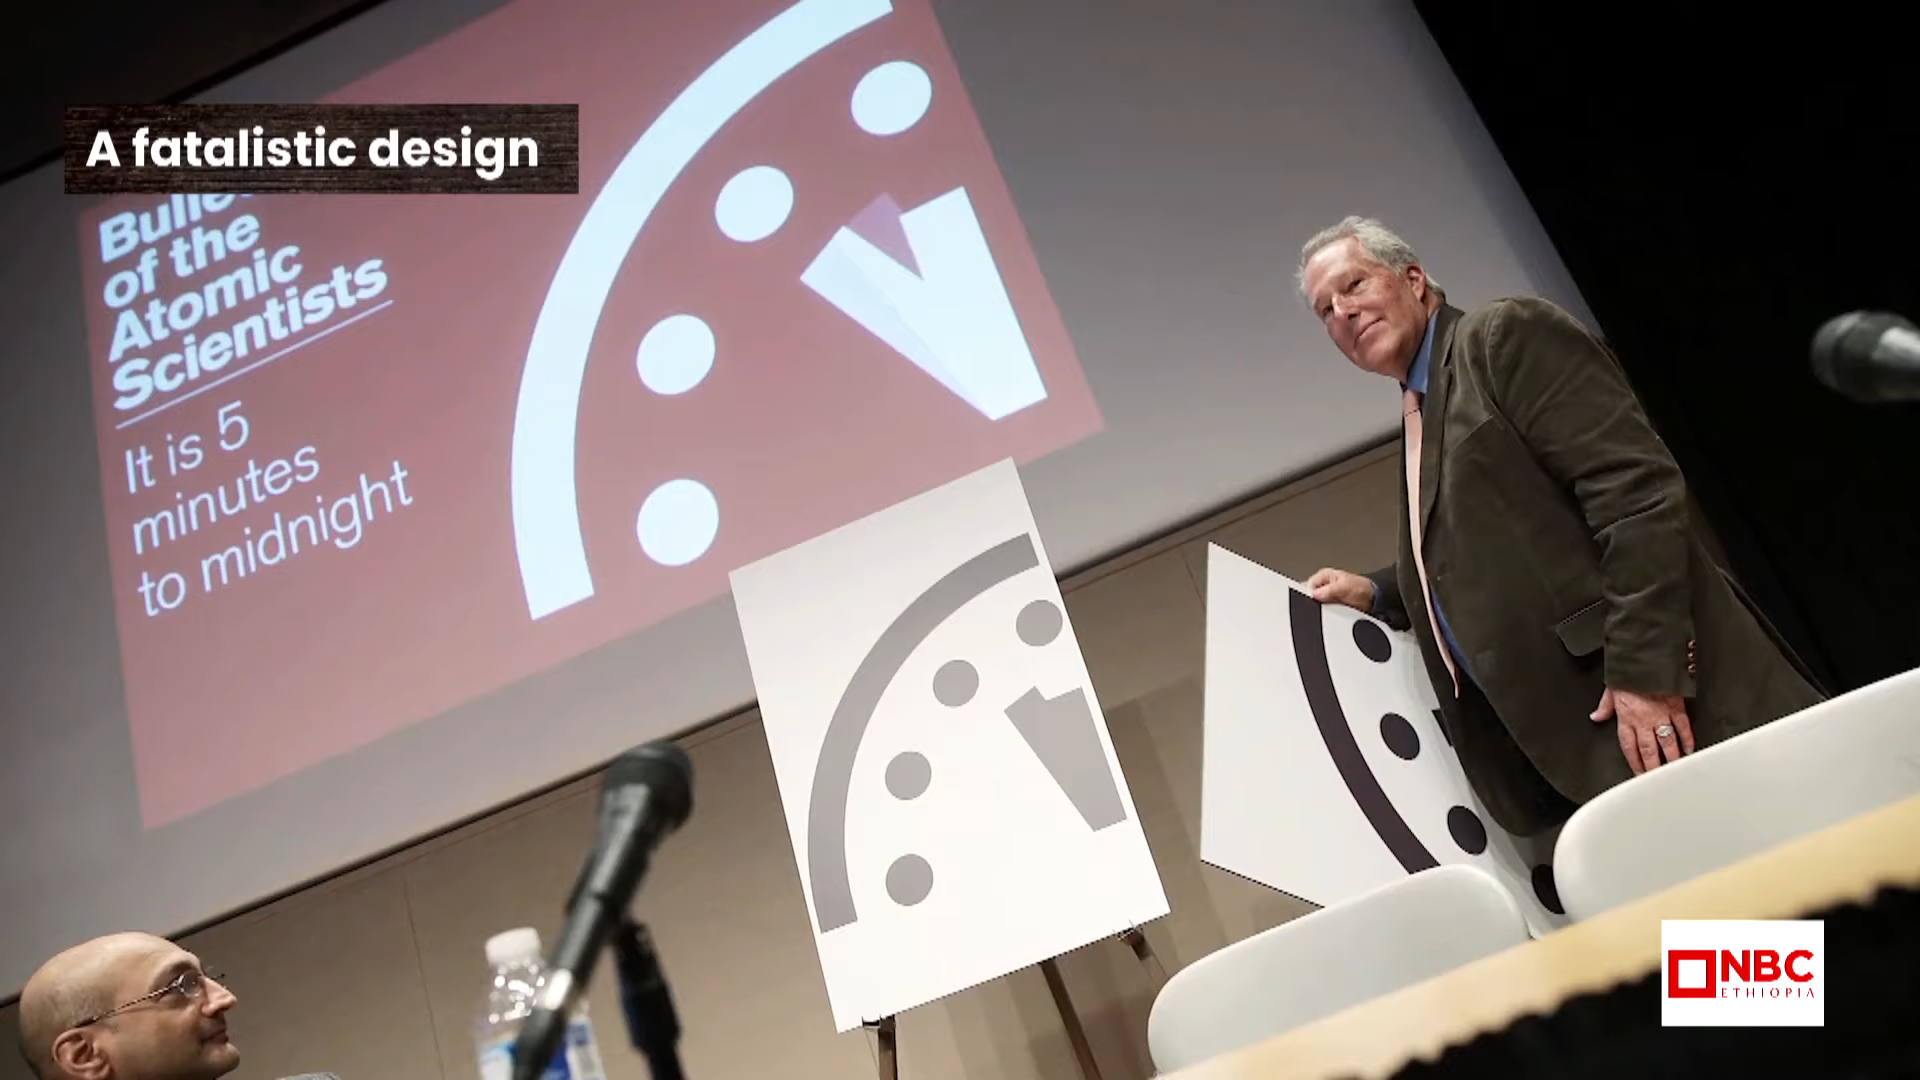 A fatalistic design
of the
Atomic
Scientists
It is 5
minutes
to midnight
NBC
ETHIOPIA